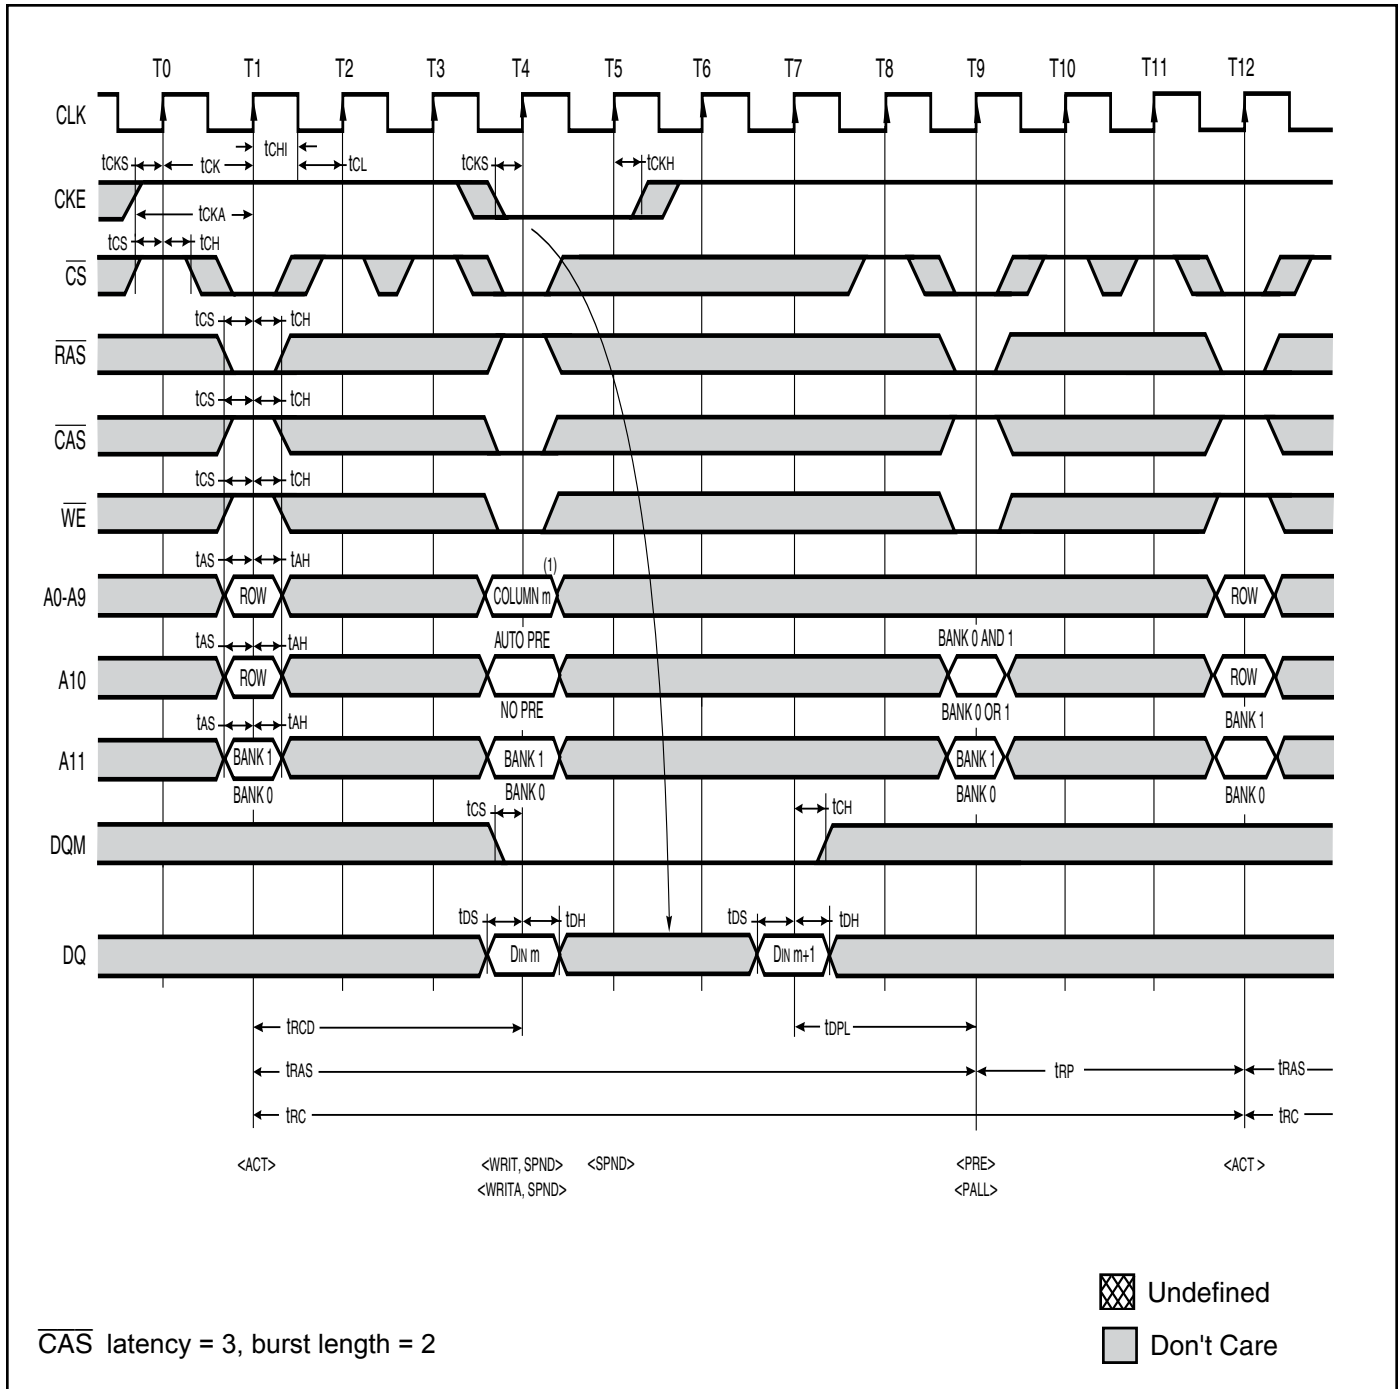 T0 T1 T2 T3 T4 T5 T6 T7 T8 T9 T10 T11 T12
CLK
tCHI
tCKS tCK tCL tCKS tCKH
CKE
tCKA
tCS tCH
CS
tCS tCH
RAS
tCS tCH
CAS
tCS tCH
WE
tAS tAH (1)
A0-A9 ROW COLUMN m ROW
tAS tAH AUTO PRE BANK 0 AND 1
A10 ROW ROW
NO PRE BANK 0 OR 1 BANK 1
tAS tAH
A11 BANK 1 BANK 1 BANK 1
BANK 0 BANK 0 BANK 0 BANK 0
tCS tCH
DQM
tDS tDH tDS tDH
DQ DIN m DIN m+1
tRCD tDPL
tRAS tRP tRAS
tRC tRC
<ACT> <WRIT, SPND> <SPND> <PRE> <ACT >
<WRITA, SPND> <PALL>
Undefined
CAS latency = 3, burst length = 2 Don't Care